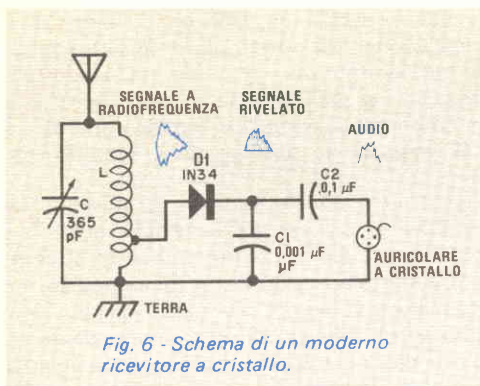 SEGNALE A
RADIOFREQUENZA
SEGNALE
RIVELATO
AUDIO
L
D1
IN34
C2
,0,1 µF
C
365
pF
C1
0,001 µF
µF
AURICOLARE
A CRISTALLO
TERRA
Fig. 6 - Schema di un moderno
ricevitore a cristallo.